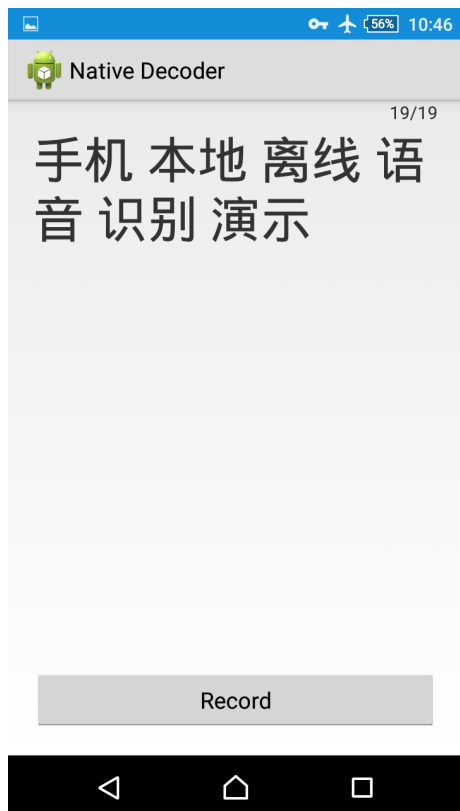 56% 10:46
Native Decoder
19/19
手机 本地 离线 语
音 识别 演示
Record